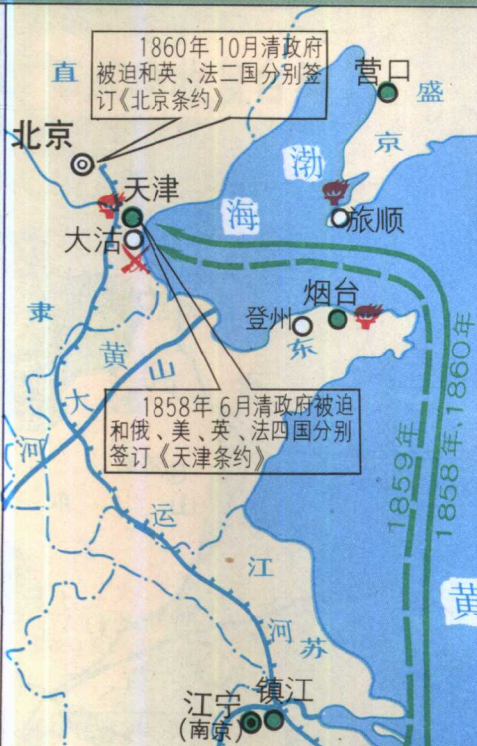 1860年10月清政府
被迫和英、法二国分别签
订《北京条约》
直
营口
盛
京
北京
渤
海
天津
旅顺
大沽
烟台
登州
隶
东
黄
山
大
1858年6月清政府被迫
和俄、美、英、法四国分别
签订《天津条约》
河
1859年
1858年,1860年
运
江
黄
河
苏
江宁
(南京)
镇江